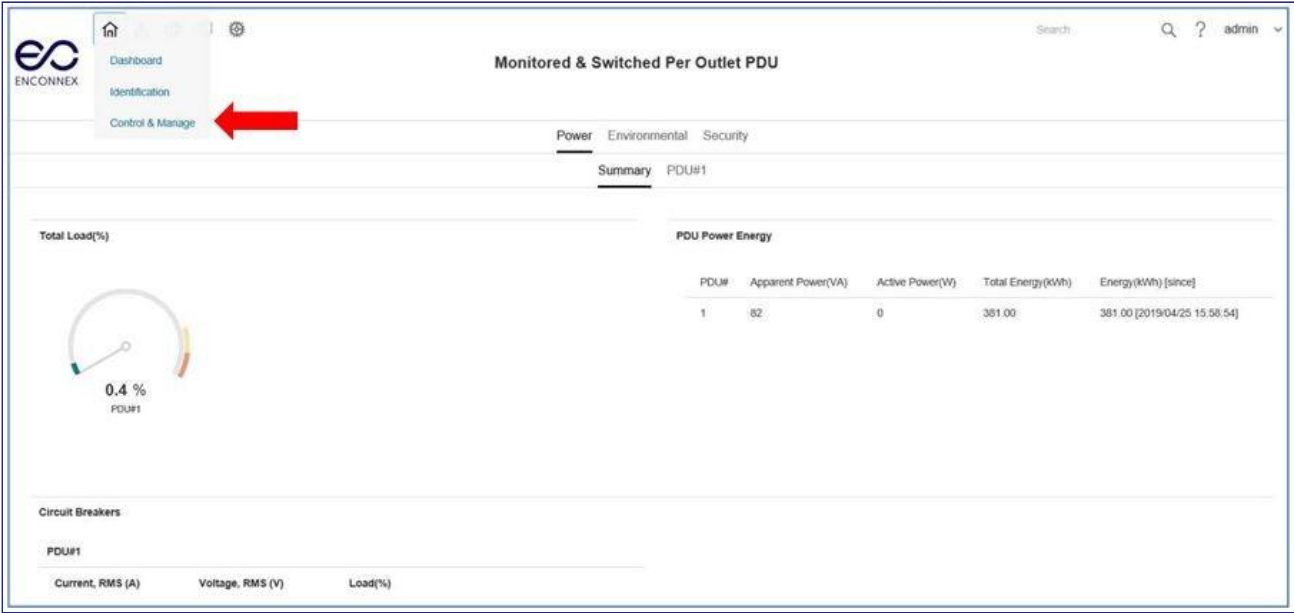 Search
admin
ENCONNEX
Dashboard
Identification
Control & Manage
Monitored & Switched Per Outlet PDU
Power Environmental Security
Summary PDU#1
Total Load(%)
0.4 %
PDU#1
PDU Power Energy
PDU# Apparent Power(VA) Active Power(W) Total Energy(kWh) Energy(kWh) [since]
1 82 0 381.00 381.00 [2019/04/25 15:58:54]
Circuit Breakers
PDU#1
Current, RMS (A) Voltage, RMS (V) Load(%)